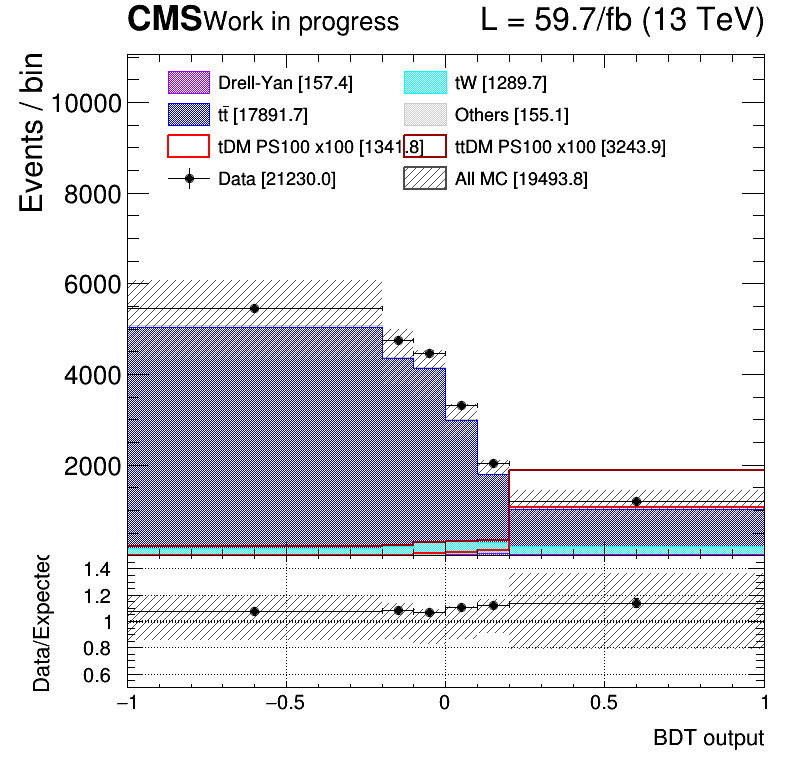 CMS Work in progress L = 59.7/fb (13 TeV)
Events / bin
10000
8000
6000
4000
2000
Drell-Yan [157.4] tW [1289.7]
tt̄ [17891.7] Others [155.1]
tDM PS100 x100 [1341.8] ttDM PS100 x100 [3243.9]
Data [21230.0] All MC [19493.8]
Data/Expected
1.4
1.2
1
0.8
0.6
−1 −0.5 0 0.5 1
BDT output